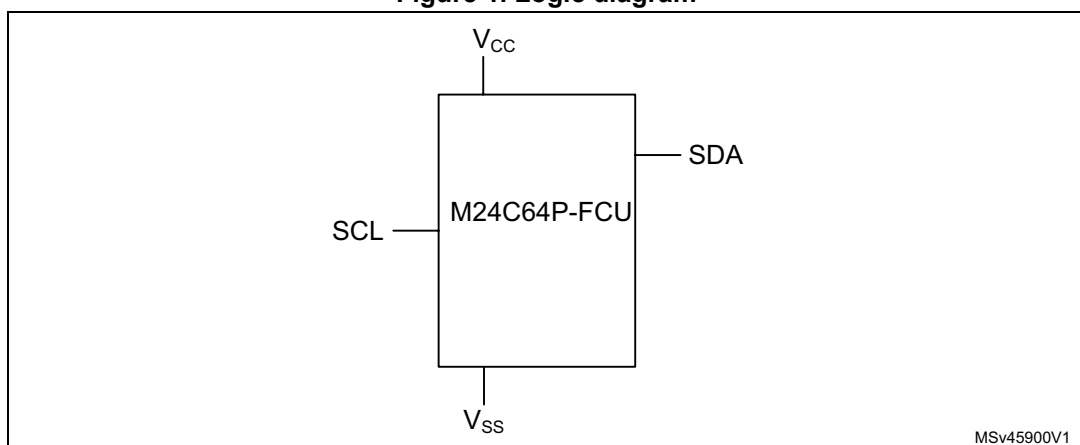 Figure 1. Logic diagram
VCC
SDA
M24C64P-FCU
SCL
VSS
MSv45900V1